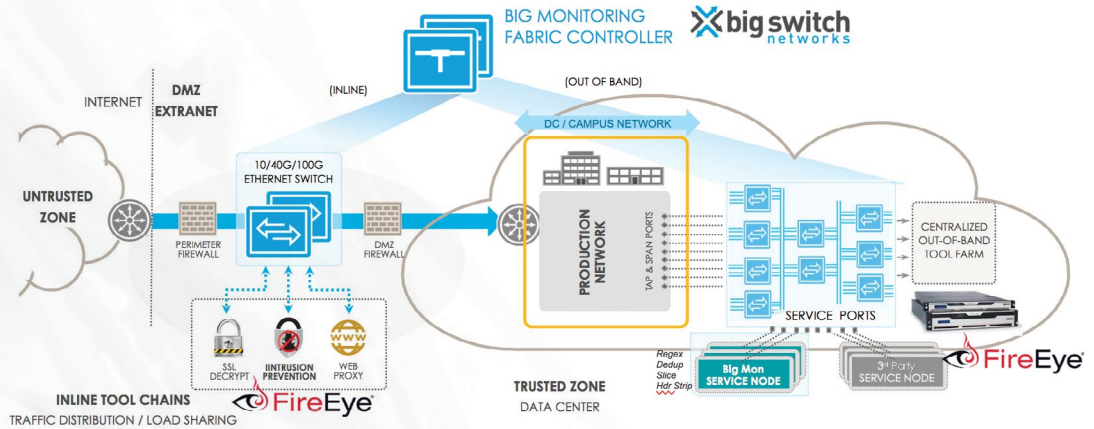 BIG MONITORING
FABRIC CONTROLLER
big switch
networks
(INLINE)
(OUT OF BAND)
INTERNET
DMZ
EXTRANET
DC / CAMPUS NETWORK
10/40G/100G
ETHERNET SWITCH
UNTRUSTED
ZONE
PERIMETER
FIREWALL
DMZ
FIREWALL
PRODUCTION
NETWORK
TAP & SPAN PORTS
CENTRALIZED
OUT-OF-BAND
TOOL FARM
SERVICE PORTS
SSL
DECRYPT
IINTRUSION
PREVENTION
WWW
WEB
PROXY
Regex
Dedup
Slice
Hdr Strip
Big Mon
SERVICE NODE
3rd Party
SERVICE NODE
FireEye
FireEye
INLINE TOOL CHAINS
TRAFFIC DISTRIBUTION / LOAD SHARING
TRUSTED ZONE
DATA CENTER